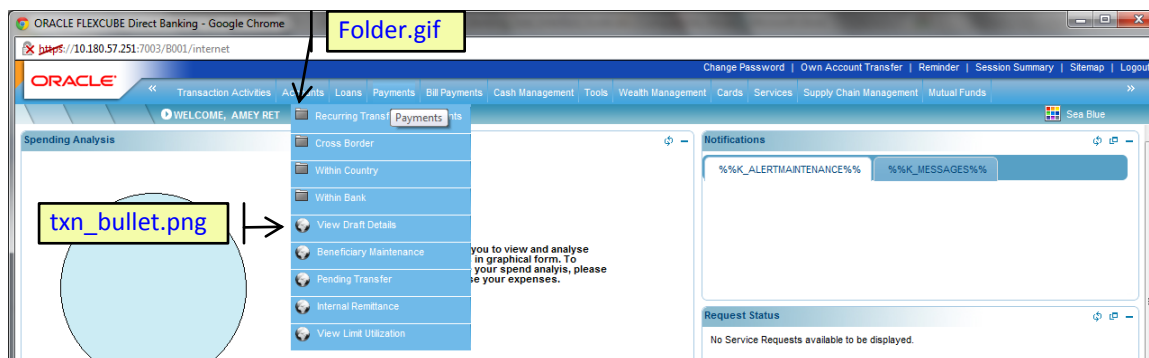 ORACLE FLEXCUBE Direct Banking - Google Chrome
Folder.gif
https://10.180.57.251:7003/B001/internet
Change Password | Own Account Transfer | Reminder | Session Summary | Sitemap | Logout
ORACLE
« Transaction Activities Accounts Loans Payments Bill Payments Cash Management Tools Wealth Management Cards Services Supply Chain Management Mutual Funds »
WELCOME, AMEY RET
Sea Blue
Recurring Transf
Payments
Spending Analysis
Cross Border
Within Country
Within Bank
View Draft Details
Beneficiary Maintenance
Pending Transfer
Internal Remittance
View Limit Utilization
txn_bullet.png
you to view and analyse
in graphical form. To
your spend analyis, please
se your expenses.
Notifications
%%K_ALERTMAINTENANCE%% %%K_MESSAGES%%
Request Status
No Service Requests available to be displayed.